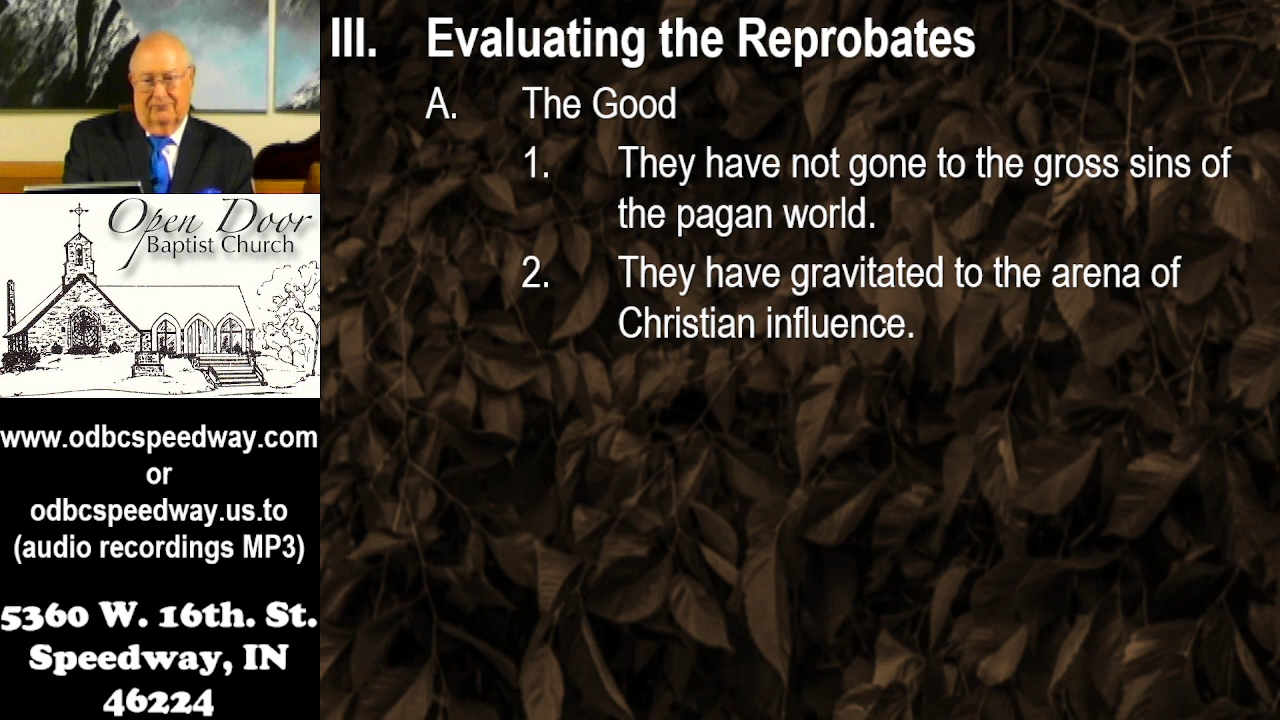 III. Evaluating the Reprobates
A. The Good
1. They have not gone to the gross sins of
the pagan world.
2. They have gravitated to the arena of
Christian influence.
Open Door
Baptist Church
www.odbcspeedway.com
or
odbcspeedway.us.to
(audio recordings MP3)
5360 W. 16th. St.
Speedway, IN
46224